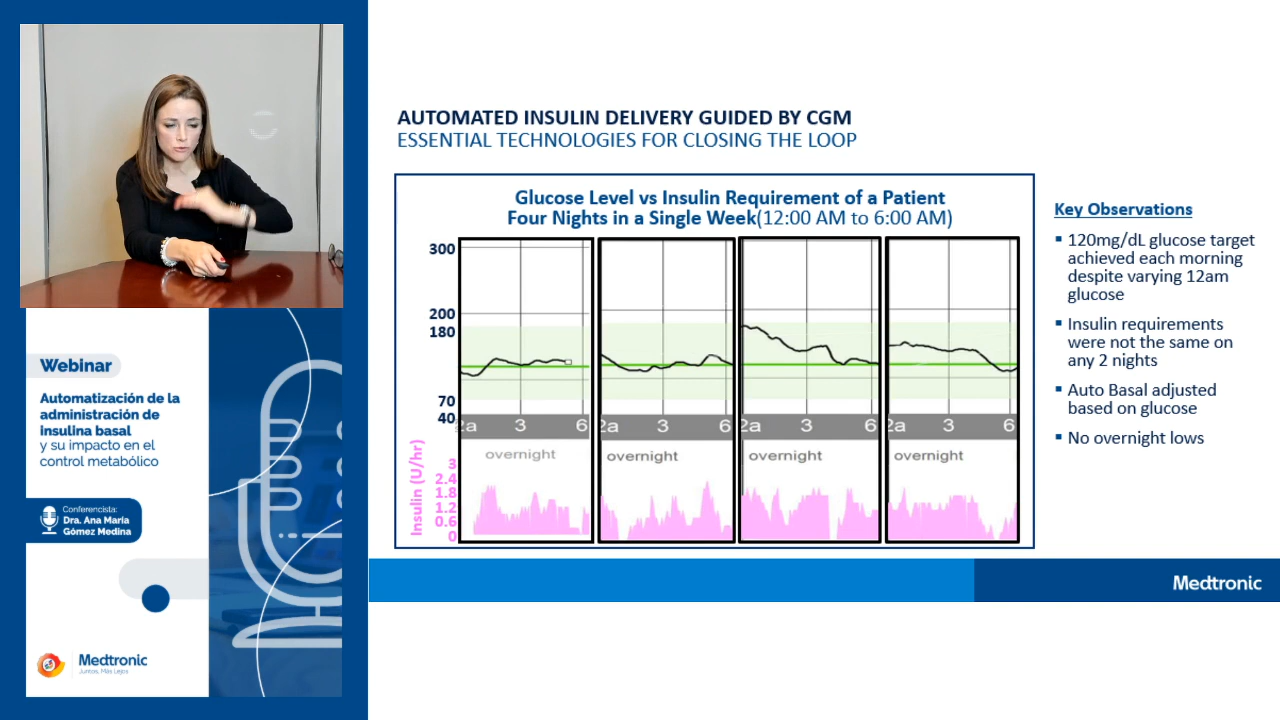 Webinar
Automatización de la
administración de
insulina basal
y su impacto en el
control metabólico
Conferencista:
Dra. Ana María
Gómez Medina
Medtronic
Juntos, Más Lejos
AUTOMATED INSULIN DELIVERY GUIDED BY CGM
ESSENTIAL TECHNOLOGIES FOR CLOSING THE LOOP
Glucose Level vs Insulin Requirement of a Patient
Four Nights in a Single Week(12:00 AM to 6:00 AM)
300
200
180
70
40
2a 3 6 2a 3 6 2a 3 6 2a 3 6
overnight overnight overnight overnight
Insulin (U/hr)
3
2.4
1.8
1.2
0.6
0
Key Observations
▪ 120mg/dL glucose target
achieved each morning
despite varying 12am
glucose
▪ Insulin requirements
were not the same on
any 2 nights
▪ Auto Basal adjusted
based on glucose
▪ No overnight lows
Medtronic